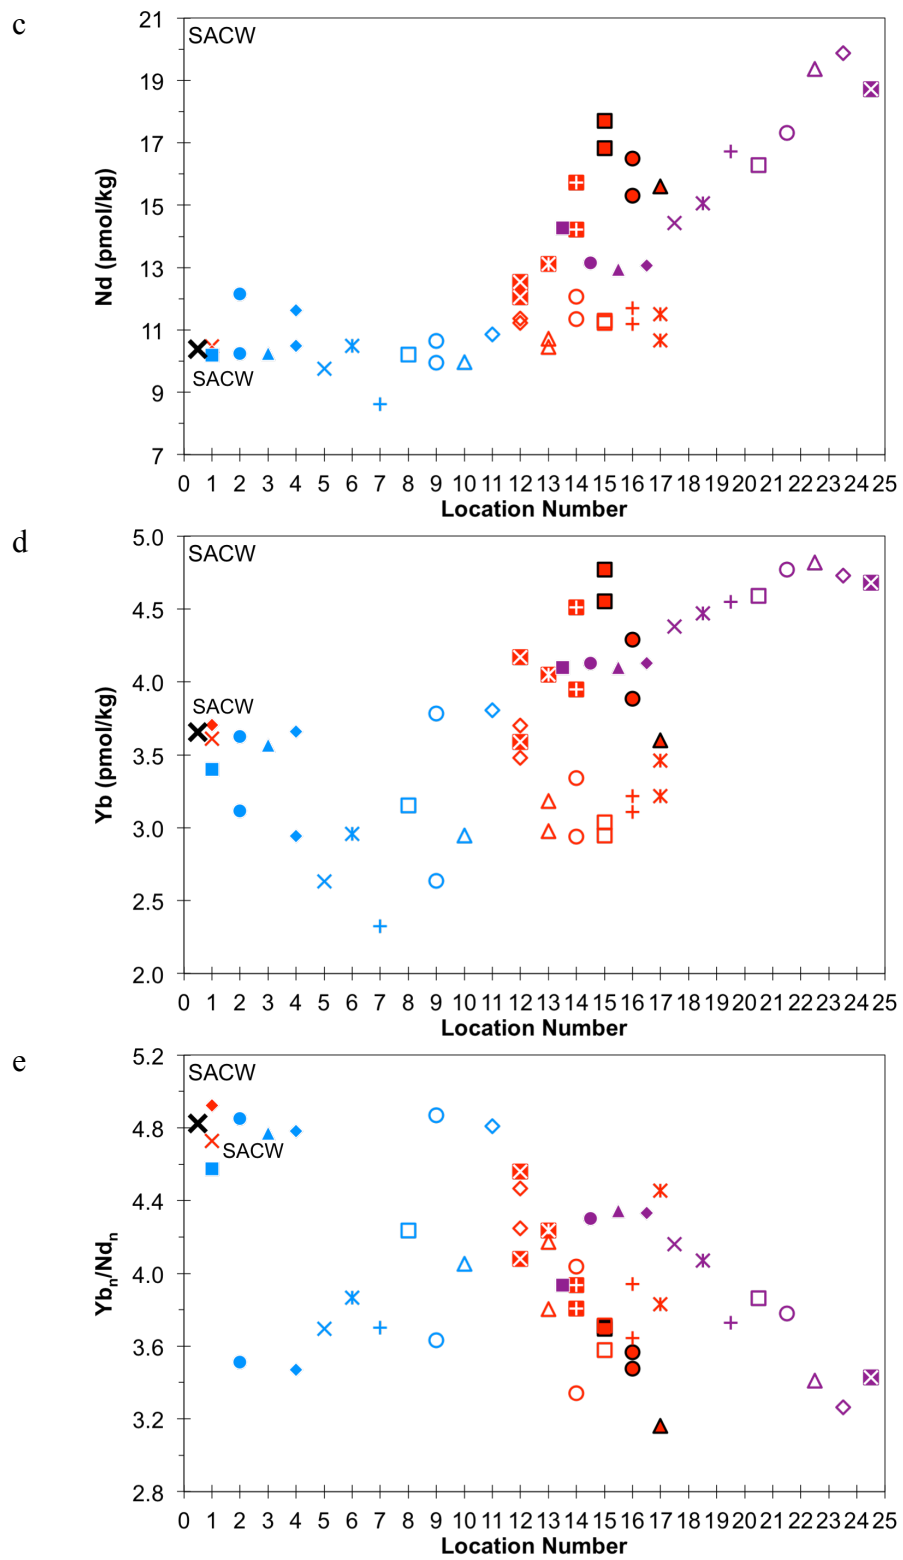 c
21
SACW
19
17
15
13
11
9
7
Nd (pmol/kg)
SACW
0 1 2 3 4 5 6 7 8 9 10 11 12 13 14 15 16 17 18 19 20 21 22 23 24 25
Location Number
d
5.0
SACW
4.5
4.0
3.5
3.0
2.5
2.0
Yb (pmol/kg)
SACW
0 1 2 3 4 5 6 7 8 9 10 11 12 13 14 15 16 17 18 19 20 21 22 23 24 25
Location Number
e
5.2
SACW
4.8
4.4
4.0
3.6
3.2
2.8
Ybn/Ndn
SACW
0 1 2 3 4 5 6 7 8 9 10 11 12 13 14 15 16 17 18 19 20 21 22 23 24 25
Location Number